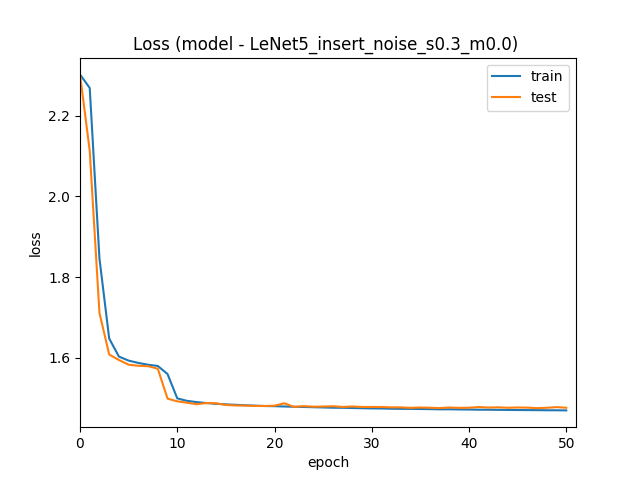 Loss (model - LeNet5_insert_noise_s0.3_m0.0)
train
test
2.2
2.0
1.8
1.6
loss
0
10
20
30
40
50
epoch